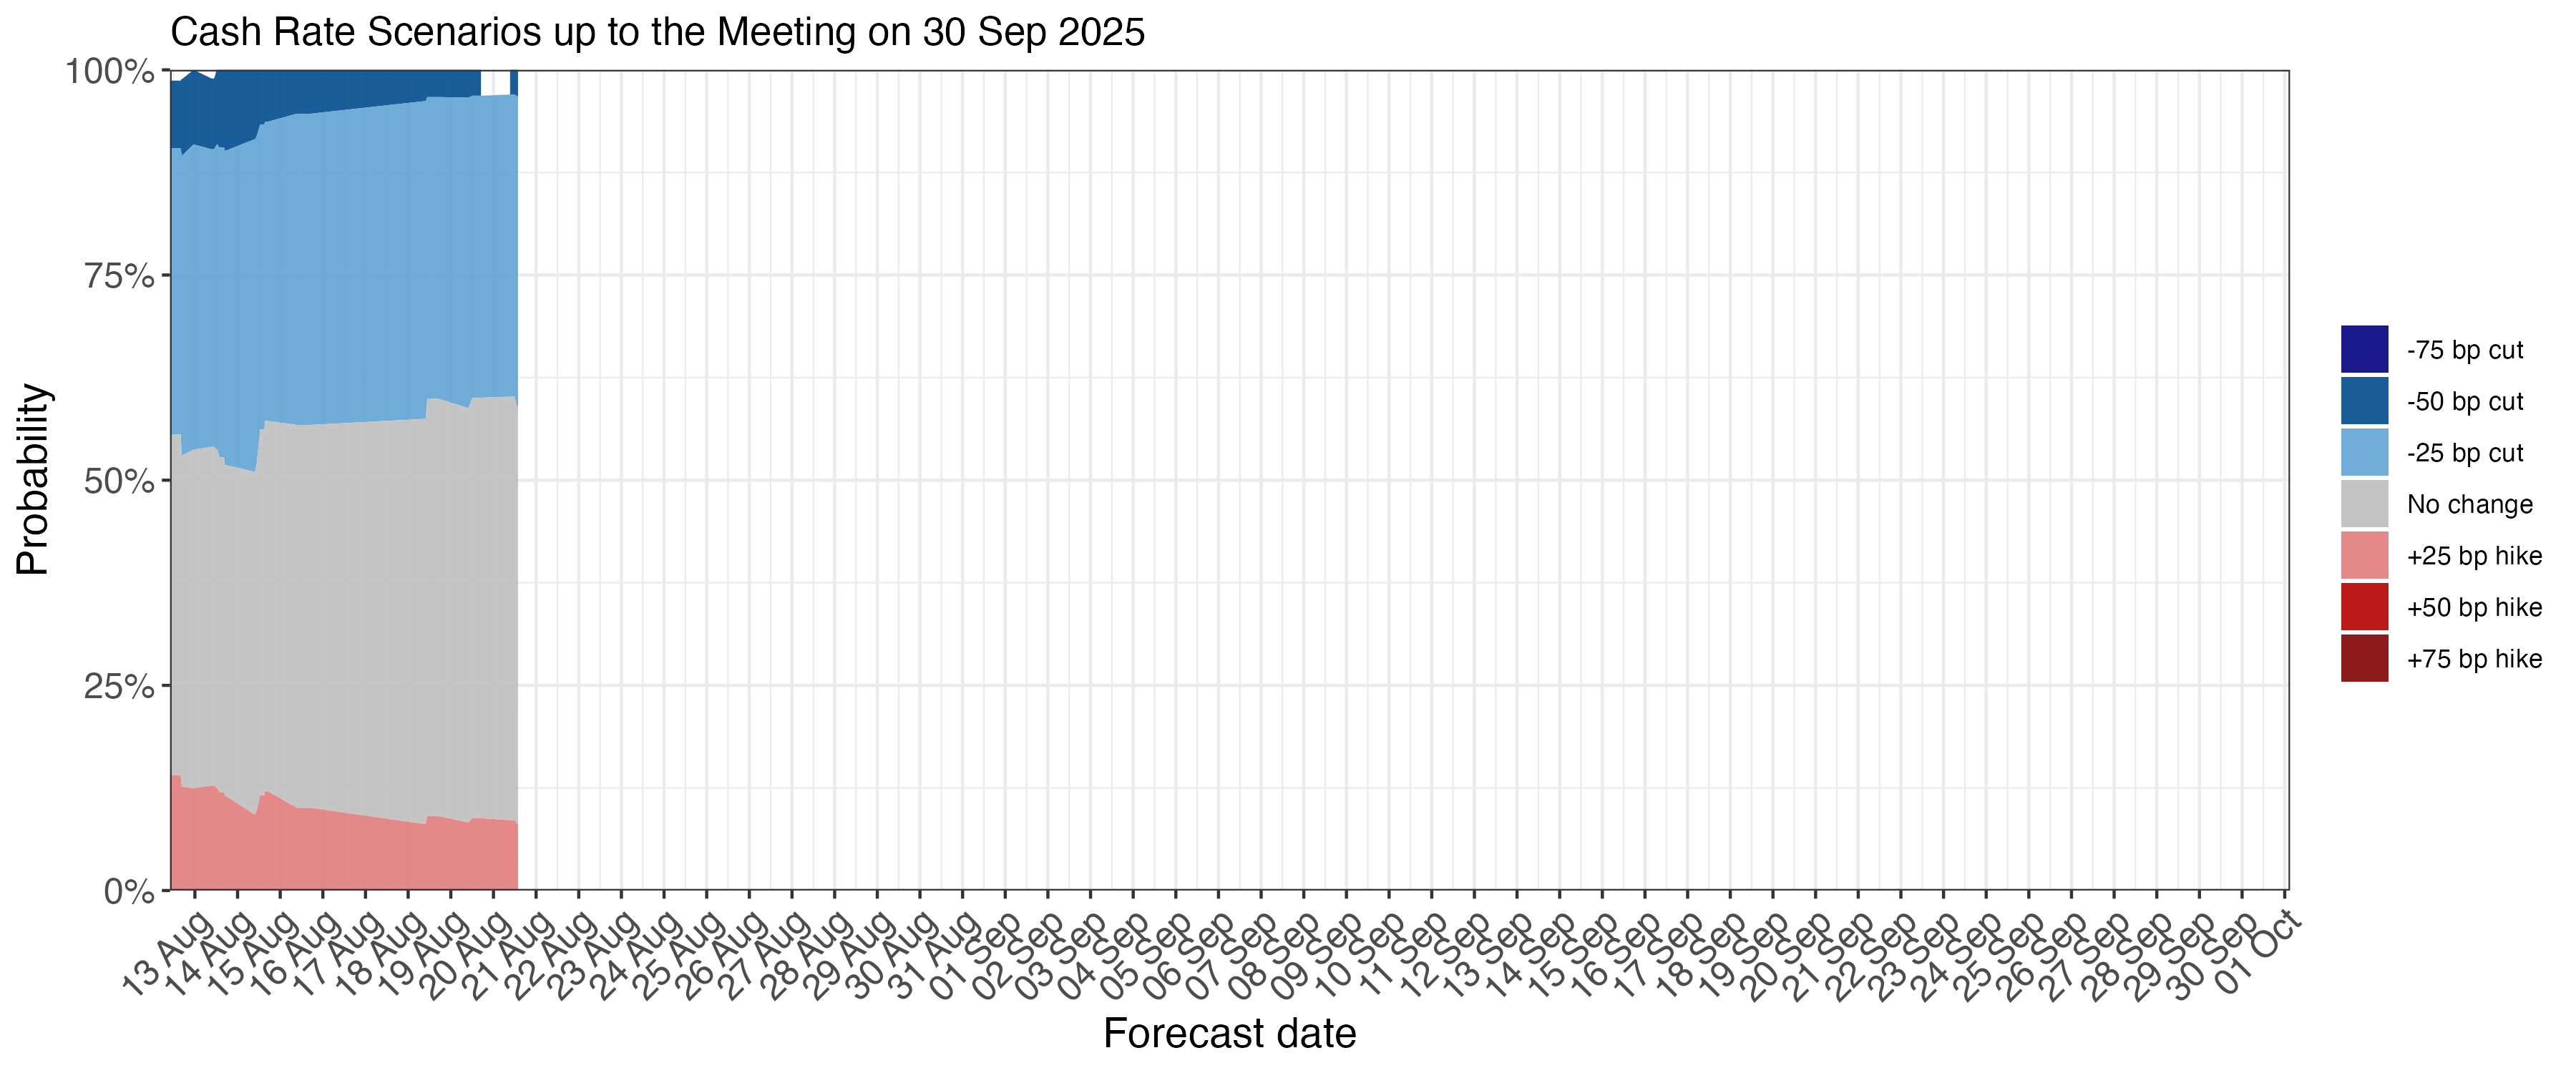 Cash Rate Scenarios up to the Meeting on 30 Sep 2025
100%
75%
50%
25%
0%
Probability
13 Aug
14 Aug
15 Aug
16 Aug
17 Aug
18 Aug
19 Aug
20 Aug
21 Aug
22 Aug
23 Aug
24 Aug
25 Aug
26 Aug
27 Aug
28 Aug
29 Aug
30 Aug
31 Aug
01 Sep
02 Sep
03 Sep
04 Sep
05 Sep
06 Sep
07 Sep
08 Sep
09 Sep
10 Sep
11 Sep
12 Sep
13 Sep
14 Sep
15 Sep
16 Sep
17 Sep
18 Sep
19 Sep
20 Sep
21 Sep
22 Sep
23 Sep
24 Sep
25 Sep
26 Sep
27 Sep
28 Sep
29 Sep
30 Sep
01 Oct
Forecast date
-75 bp cut
-50 bp cut
-25 bp cut
No change
+25 bp hike
+50 bp hike
+75 bp hike